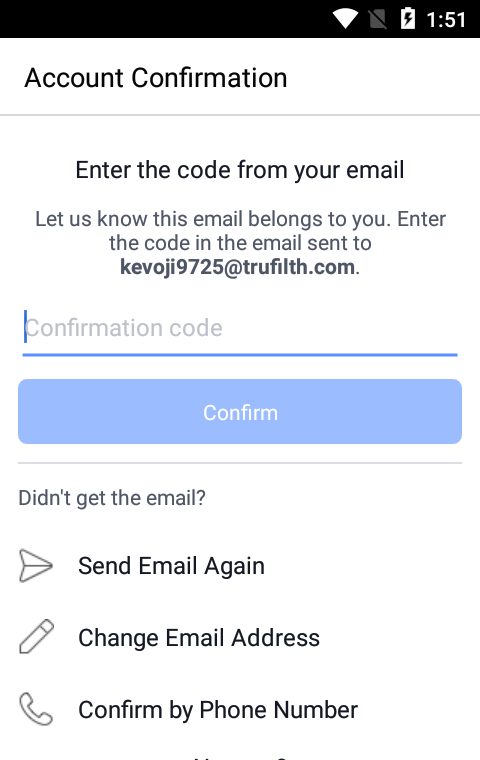 1:51
Account Confirmation
Enter the code from your email
Let us know this email belongs to you. Enter
the code in the email sent to
kevoji9725@trufilth.com.
Confirmation code
Confirm
Didn't get the email?
Send Email Again
Change Email Address
Confirm by Phone Number